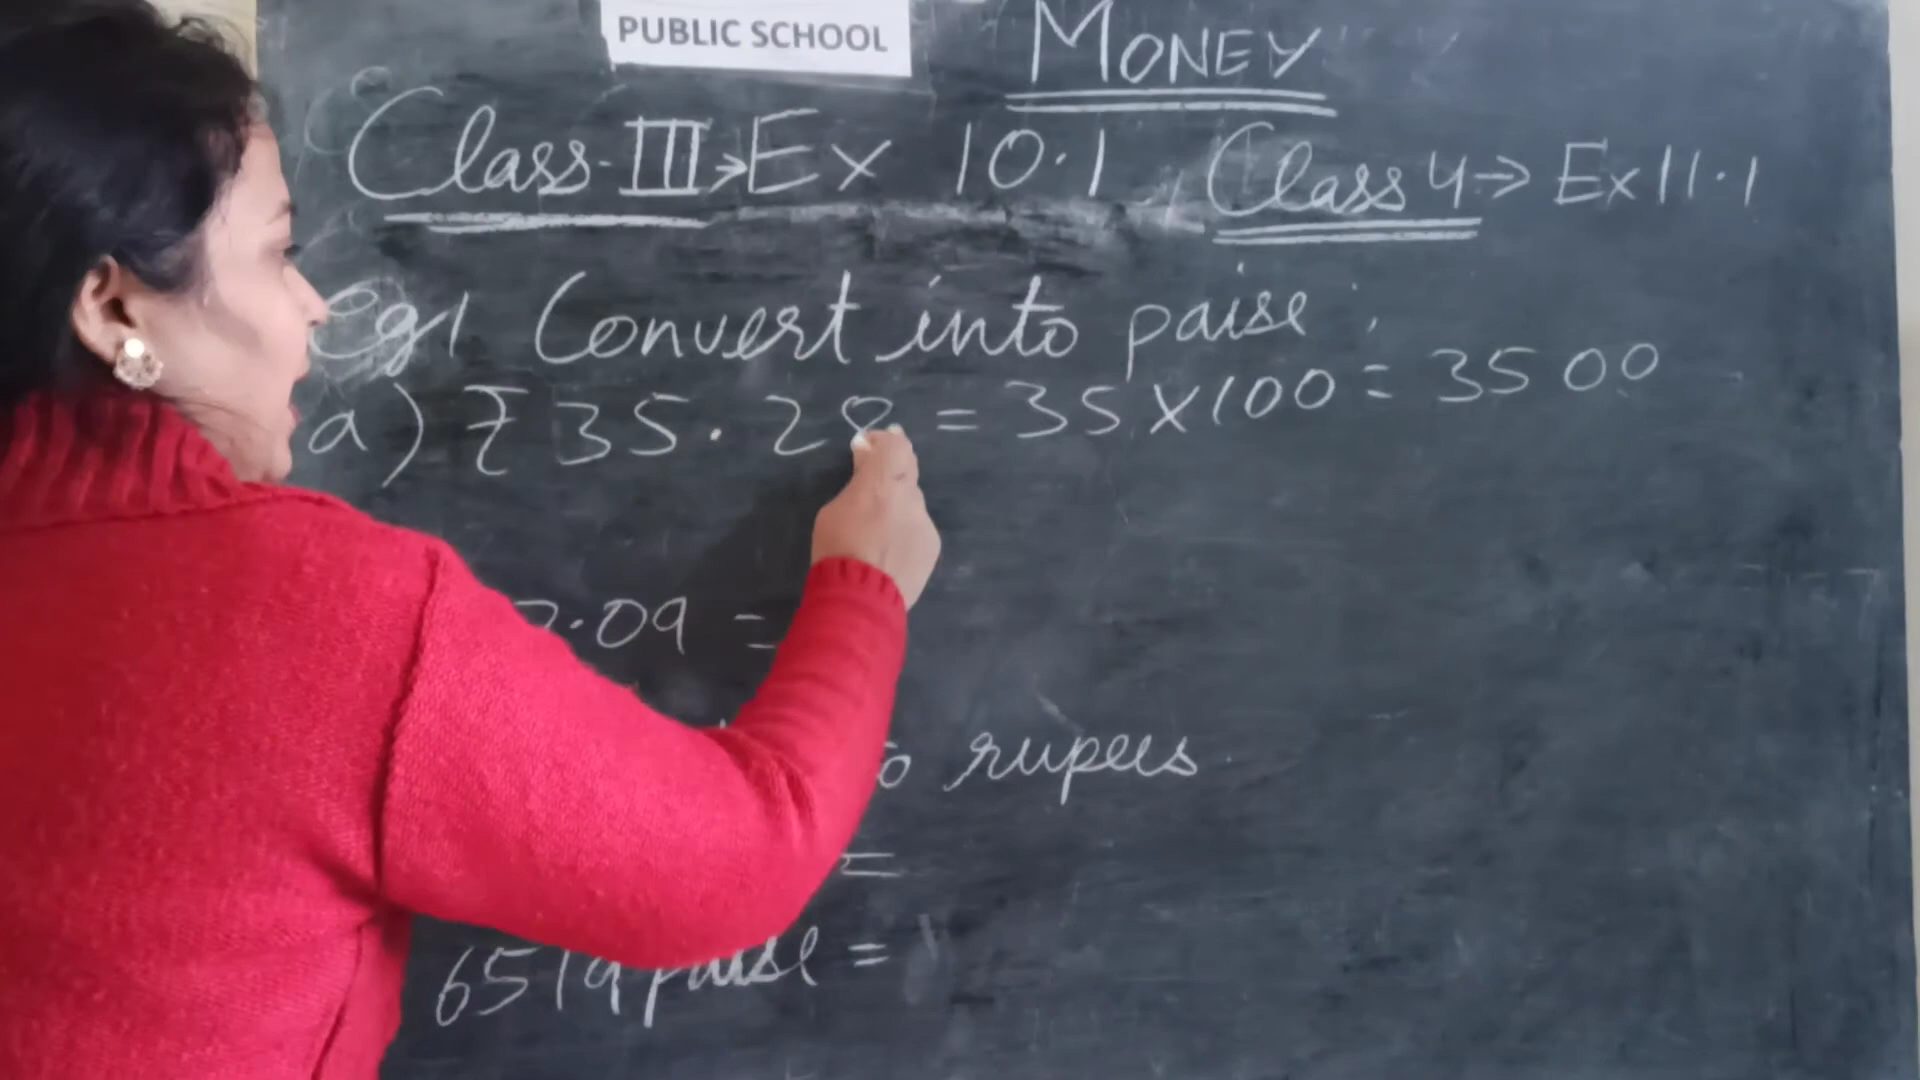 PUBLIC SCHOOL
MONEY
Class-III→Ex 10.1, Class 4→ Ex 11.1
Eg1 Convert into paise:
a) ₹35.28 = 35×100 = 3500
.09 =
rupees
=
6519 paise =